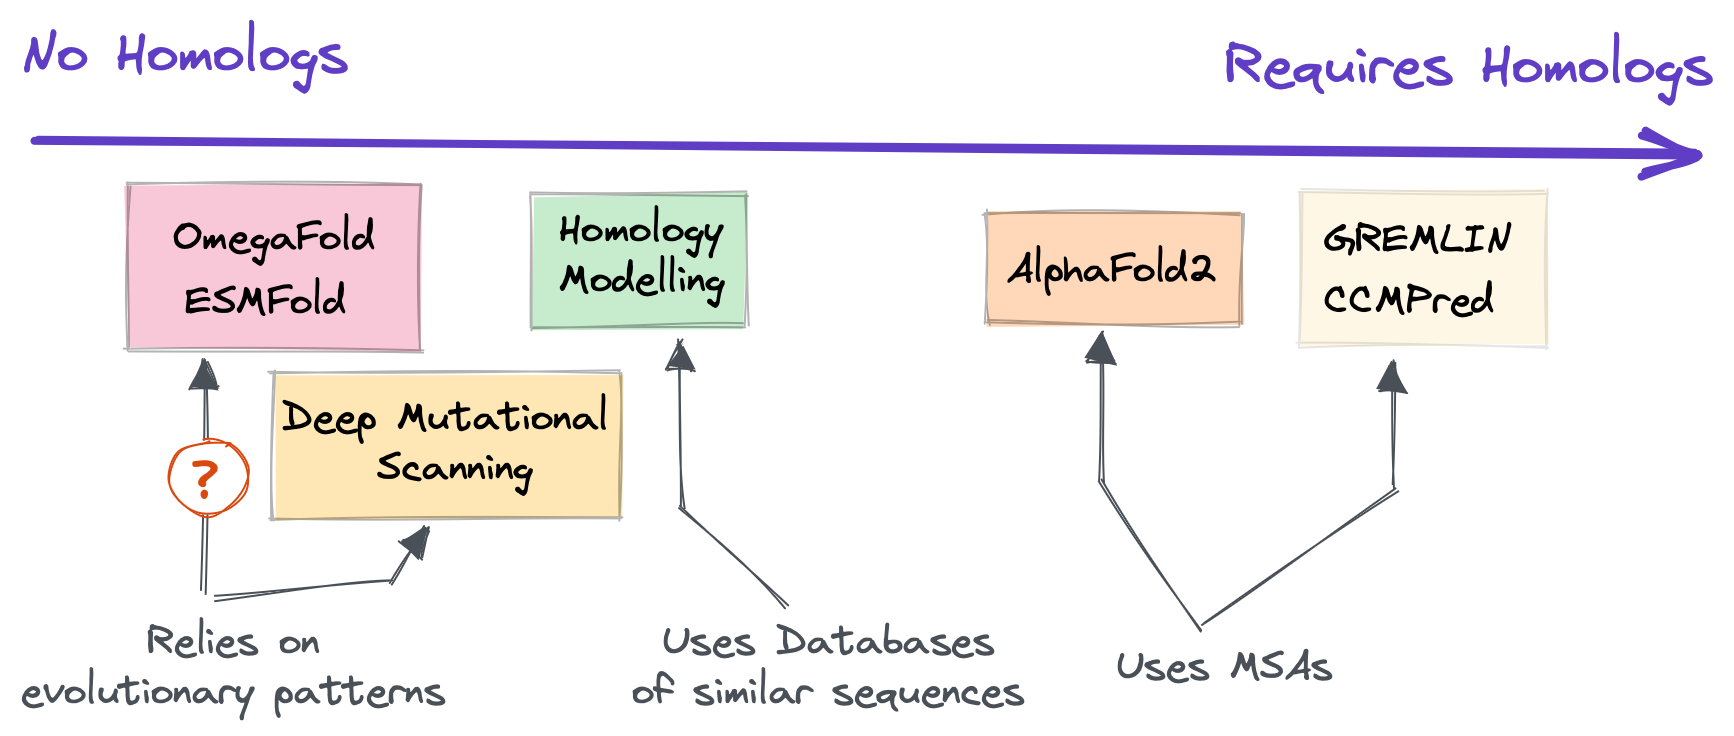 No Homologs
Requires Homologs
OmegaFold
ESMFold
Homology
Modelling
AlphaFold2
GREMLIN
CCMPred
Deep Mutational
Scanning
?
Relies on
evolutionary patterns
Uses Databases
of similar sequences
Uses MSAs